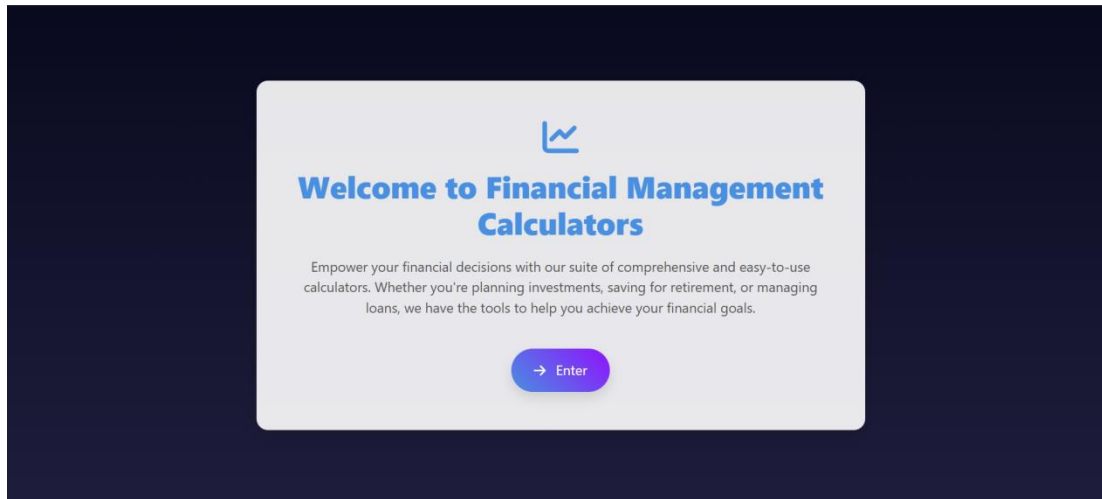 Welcome to Financial Management
Calculators
Empower your financial decisions with our suite of comprehensive and easy-to-use
calculators. Whether you're planning investments, saving for retirement, or managing
loans, we have the tools to help you achieve your financial goals.
Enter